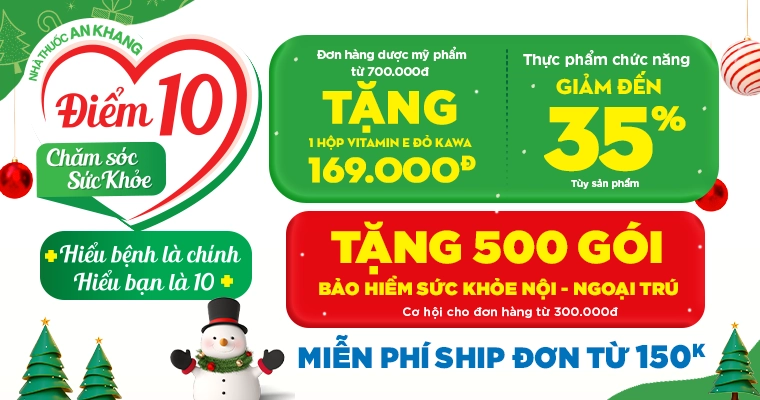 NHÀ THUỐC AN KHANG
Điểm 10
Chăm sóc
Sức Khỏe
Hiểu bệnh là chính
Hiểu bạn là 10
Đơn hàng dược mỹ phẩm
từ 700.000đ
TẶNG
1 HỘP VITAMIN E ĐỎ KAWA
169.000Đ
Thực phẩm chức năng
GIẢM ĐẾN
35%
Tùy sản phẩm
TẶNG 500 GÓI
BẢO HIỂM SỨC KHỎE NỘI - NGOẠI TRÚ
Cơ hội cho đơn hàng từ 300.000đ
MIỄN PHÍ SHIP ĐƠN TỪ 150K